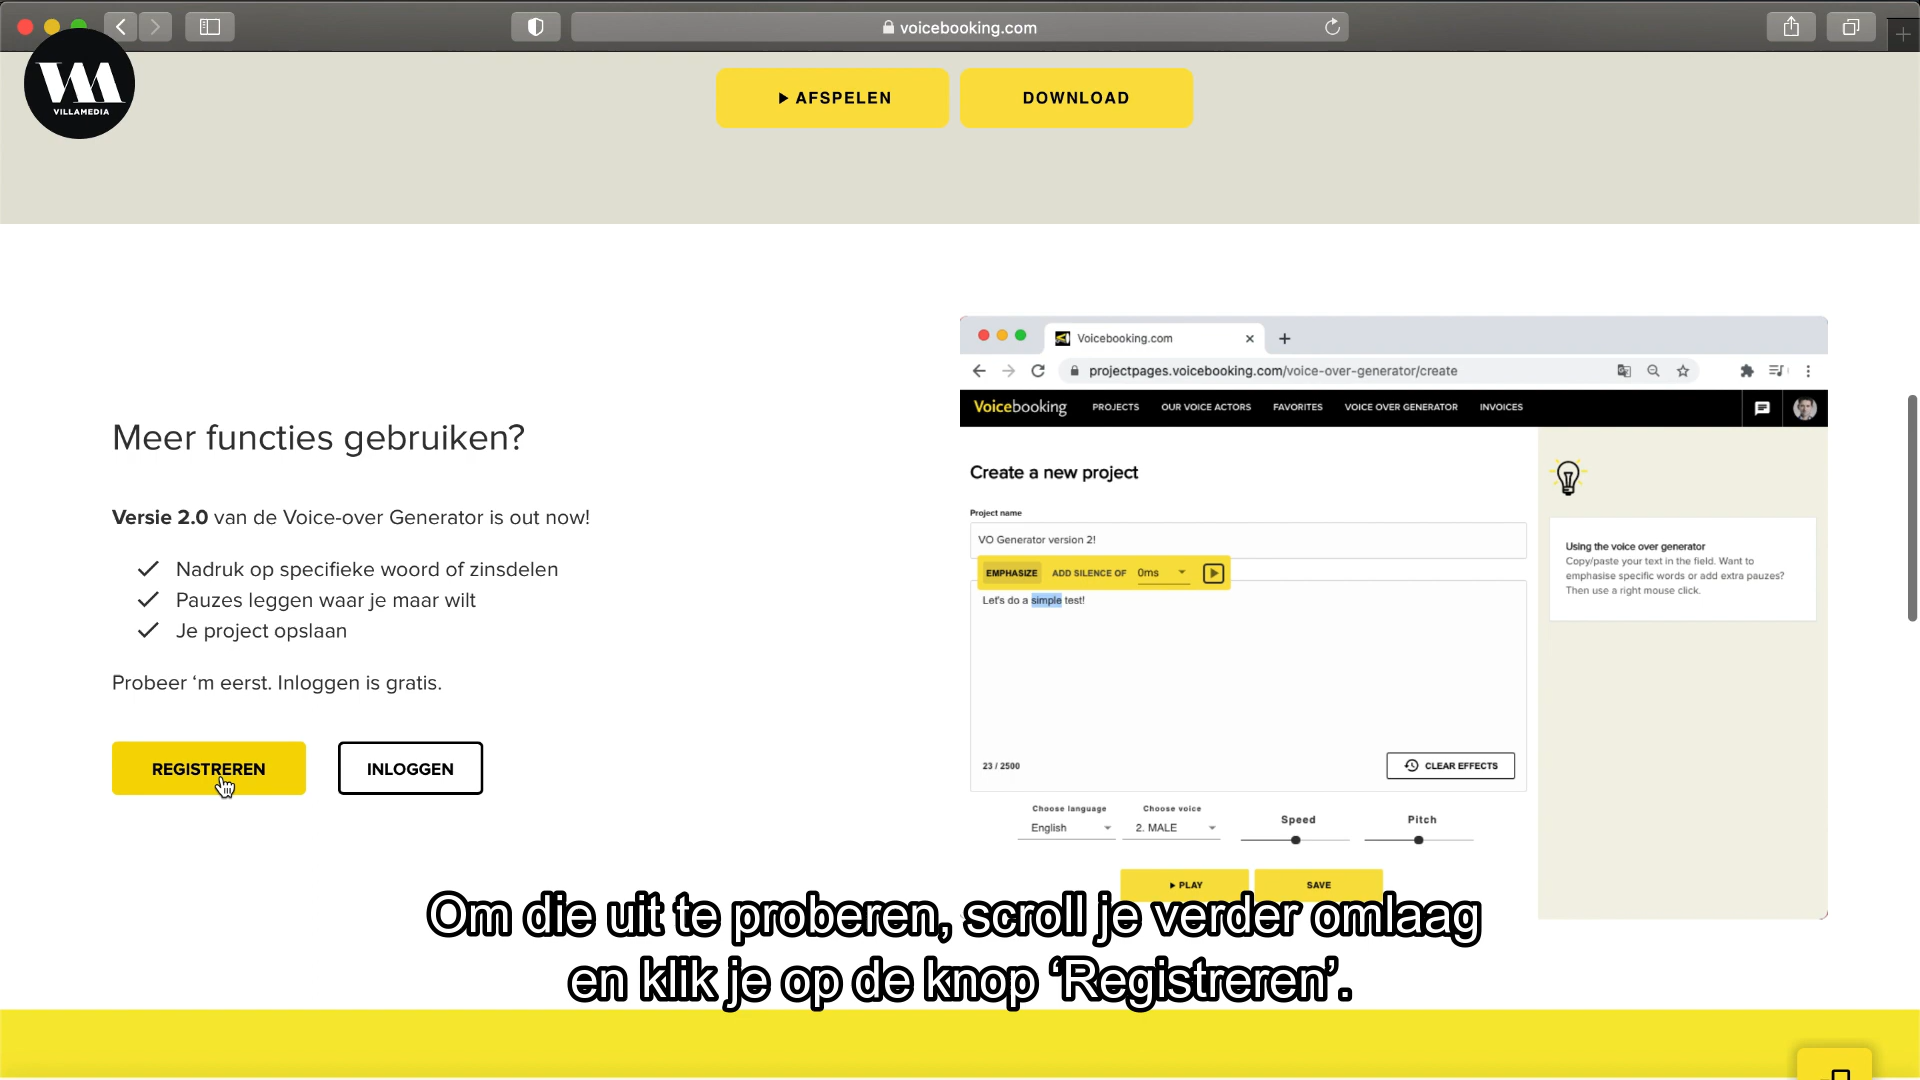 voicebooking.com
VM
VILLAMEDIA
AFSPELEN
DOWNLOAD
Meer functies gebruiken?
Versie 2.0 van de Voice-over Generator is out now!
Nadruk op specifieke woord of zinsdelen
Pauzes leggen waar je maar wilt
Je project opslaan
Probeer ‘m eerst. Inloggen is gratis.
REGISTREREN
INLOGGEN
Voicebooking.com
projectpages.voicebooking.com/voice-over-generator/create
Voicebooking PROJECTS OUR VOICE ACTORS FAVORITES VOICE OVER GENERATOR INVOICES
Create a new project
Project name
VO Generator version 2!
EMPHASIZE ADD SILENCE OF 0ms
Let's do a simple test!
23 / 2500
CLEAR EFFECTS
Choose language
English
Choose voice
2. MALE
Speed
Pitch
PLAY
SAVE
Using the voice over generator
Copy/paste your text in the field. Want to
emphasise specific words or add extra pauzes?
Then use a right mouse click.
Om die uit te proberen, scroll je verder omlaag
en klik je op de knop ‘Registreren’.